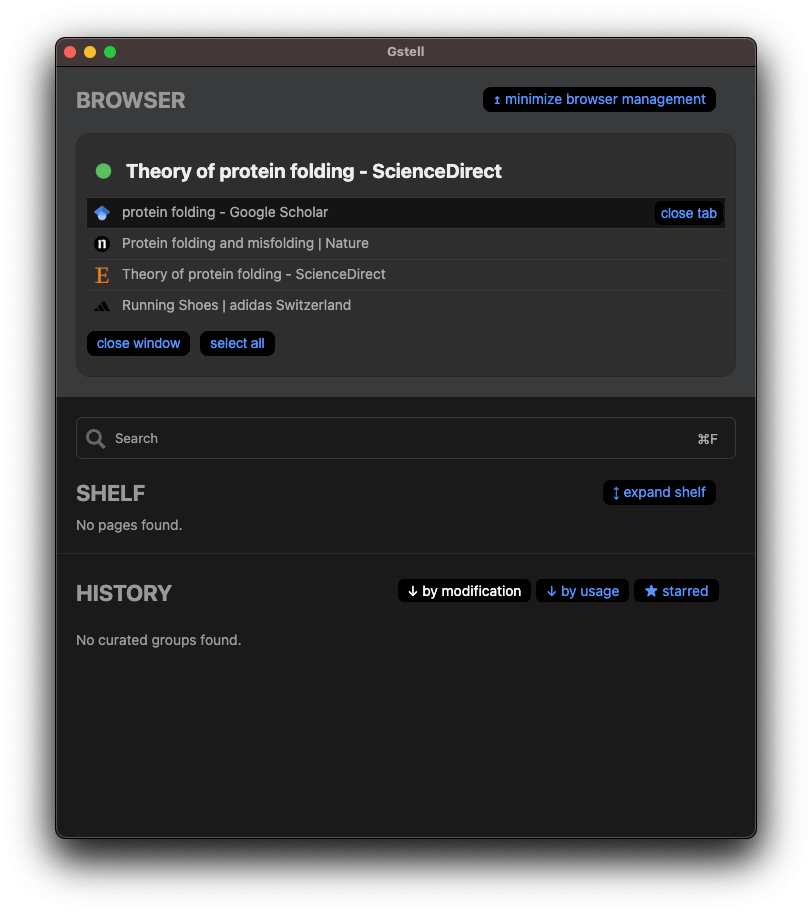 Gstell
BROWSER
↥ minimize browser management
Theory of protein folding - ScienceDirect
protein folding - Google Scholar
close tab
n Protein folding and misfolding | Nature
E Theory of protein folding - ScienceDirect
Running Shoes | adidas Switzerland
close window select all
Search ⌘F
SHELF
↕ expand shelf
No pages found.
HISTORY
↓ by modification ↓ by usage ★ starred
No curated groups found.